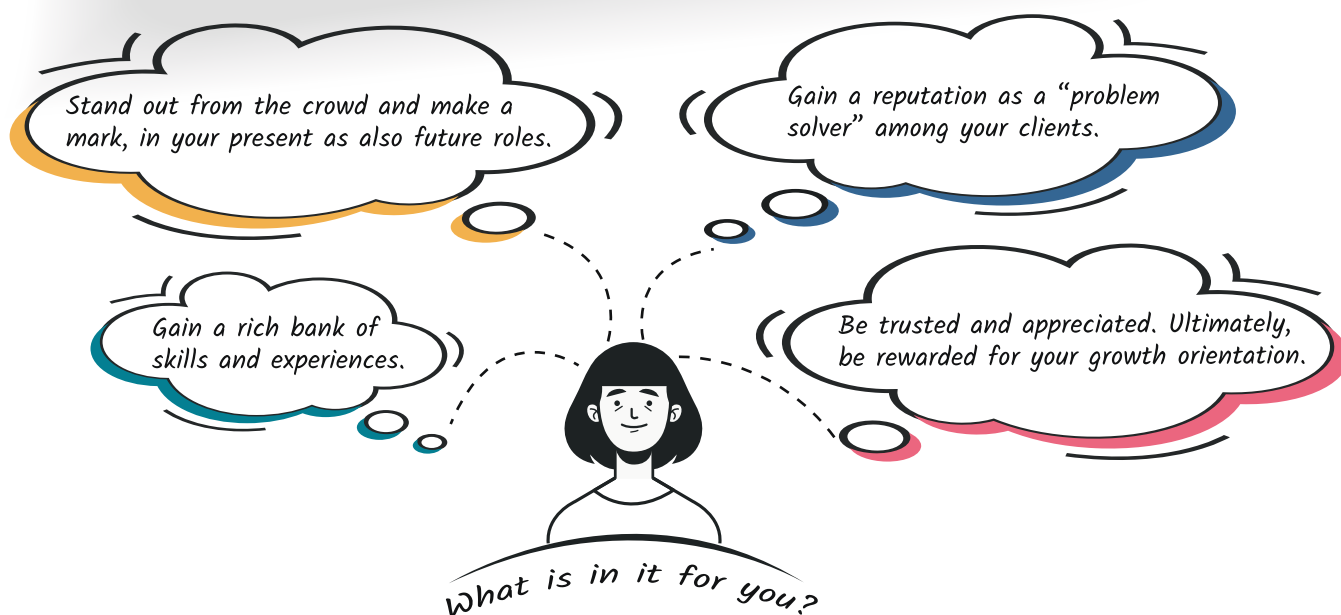 Stand out from the crowd and make a
mark, in your present as also future roles.
Gain a reputation as a “problem
solver” among your clients.
Gain a rich bank of
skills and experiences.
Be trusted and appreciated. Ultimately,
be rewarded for your growth orientation.
What is in it for you?